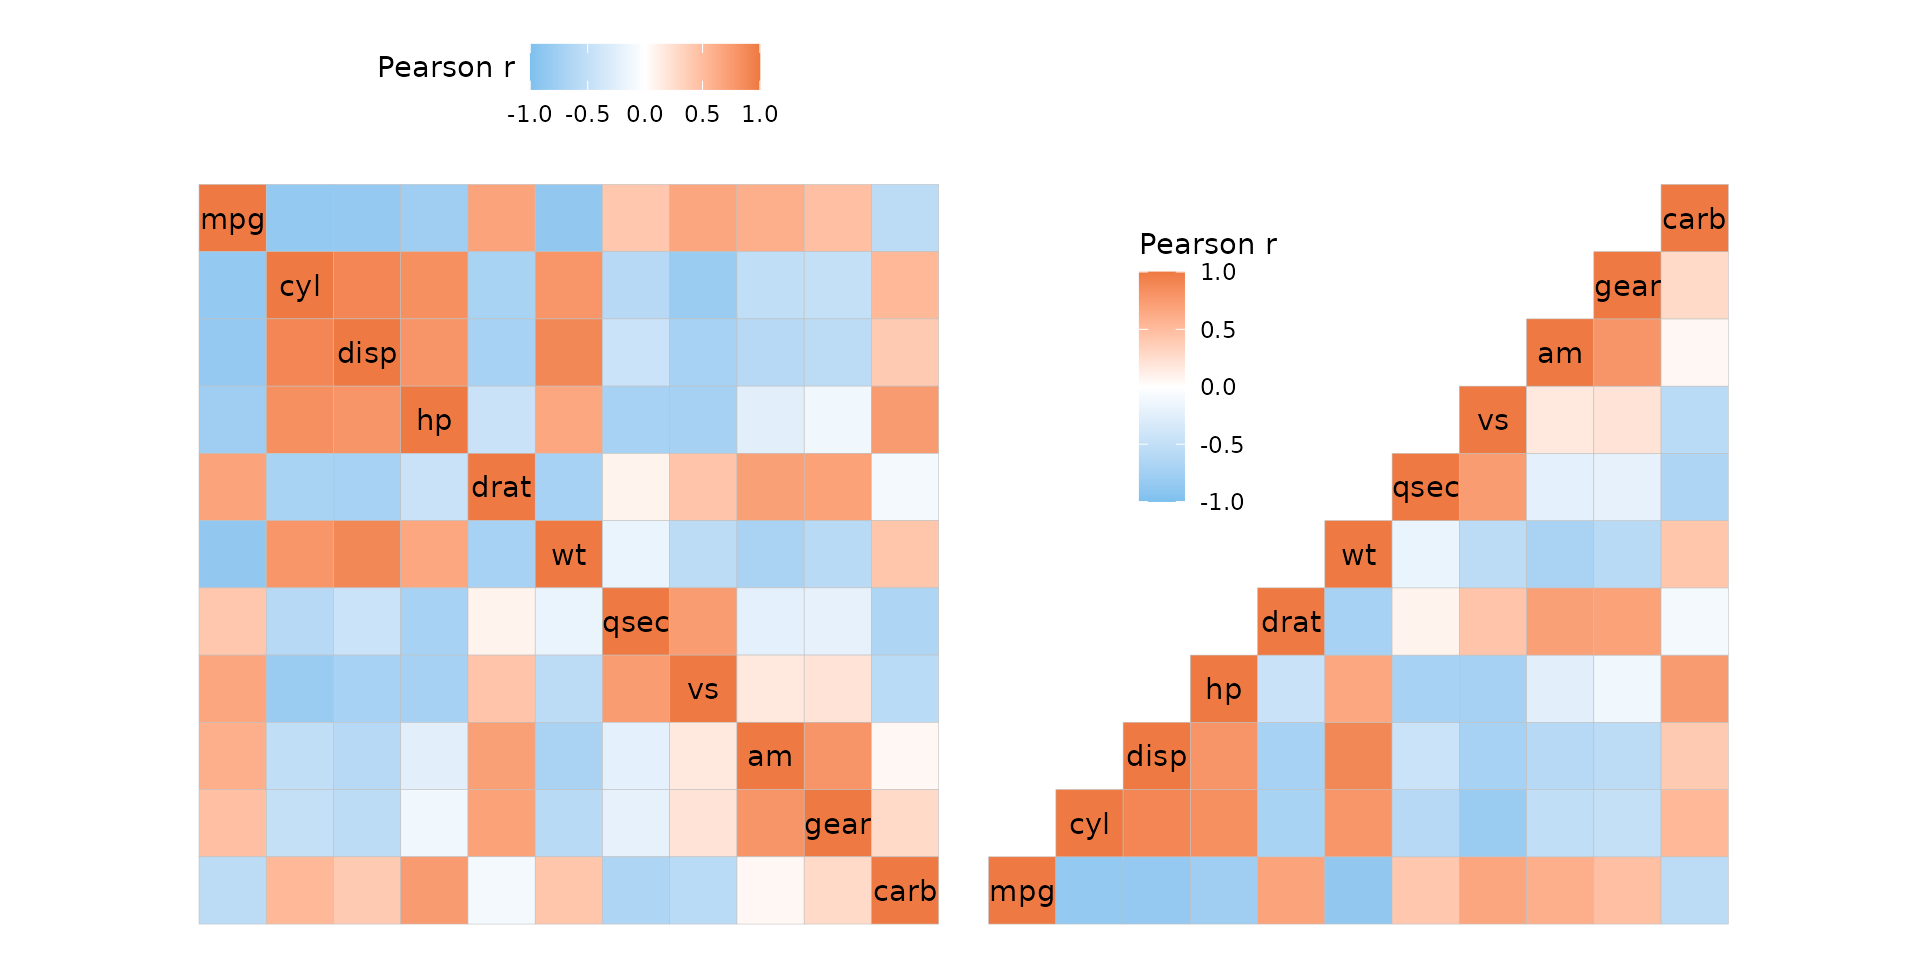 Pearson r
-1.0 -0.5 0.0 0.5 1.0
mpg
cyl
disp
hp
drat
wt
qsec
vs
am
gear
carb
Pearson r
1.0
0.5
0.0
-0.5
-1.0
carb
gear
am
vs
qsec
wt
drat
hp
disp
cyl
mpg